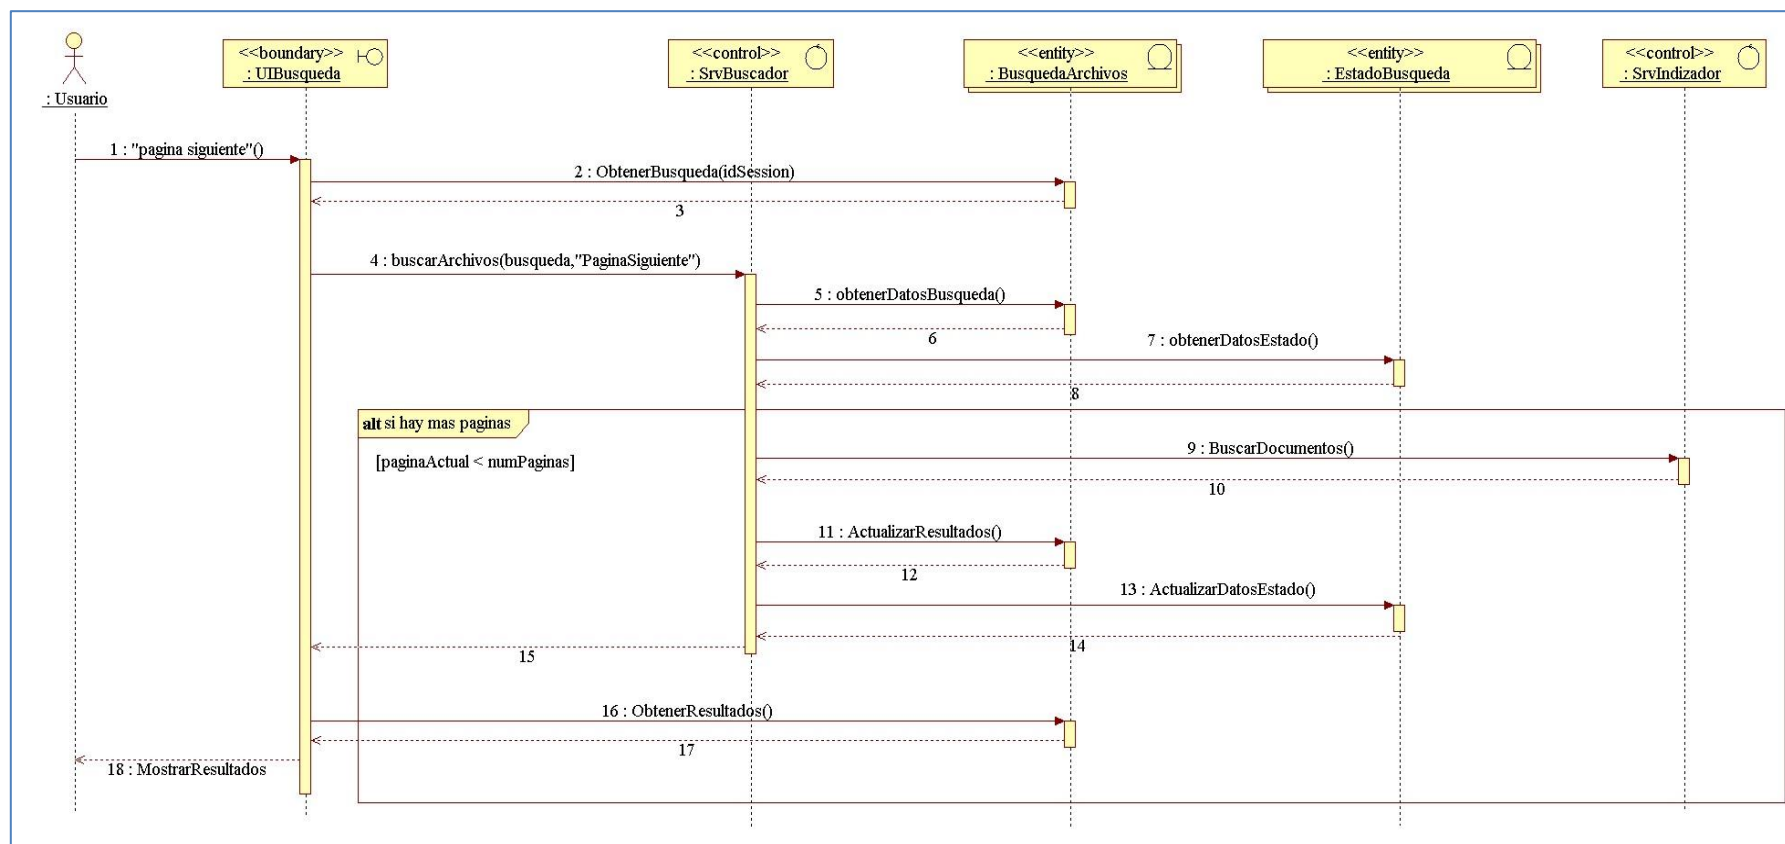 <<boundary>>
: UIBusqueda
<<control>>
: SrvBuscador
<<entity>>
: BusquedaArchivos
<<entity>>
: EstadoBusqueda
<<control>>
: SrvIndizador
: Usuario
1 : "pagina siguiente"()
2 : ObtenerBusqueda(idSession)
3
4 : buscarArchivos(busqueda,"PaginaSiguiente")
5 : obtenerDatosBusqueda()
6
7 : obtenerDatosEstado()
8
alt si hay mas paginas
[paginaActual < numPaginas]
9 : BuscarDocumentos()
10
11 : ActualizarResultados()
12
13 : ActualizarDatosEstado()
14
15
16 : ObtenerResultados()
17
18 : MostrarResultados